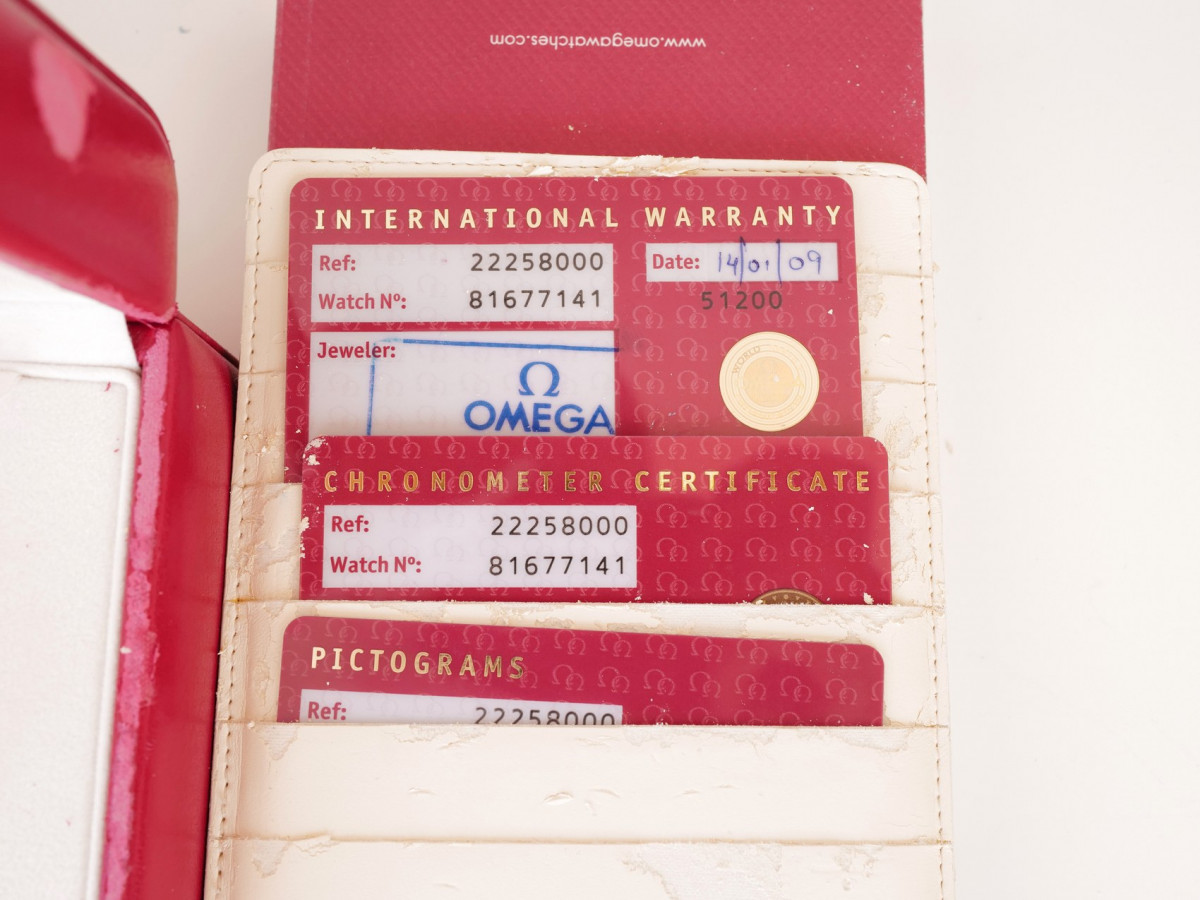 www.omegawatches.com
INTERNATIONAL WARRANTY
Ref: 22258000
Date: 14/01/09
Watch Nº: 81677141
51200
Jeweler:
WORLD
Ω
OMEGA
CHRONOMETER CERTIFICATE
Ref: 22258000
Watch Nº: 81677141
PICTOGRAMS
Ref: 22258000